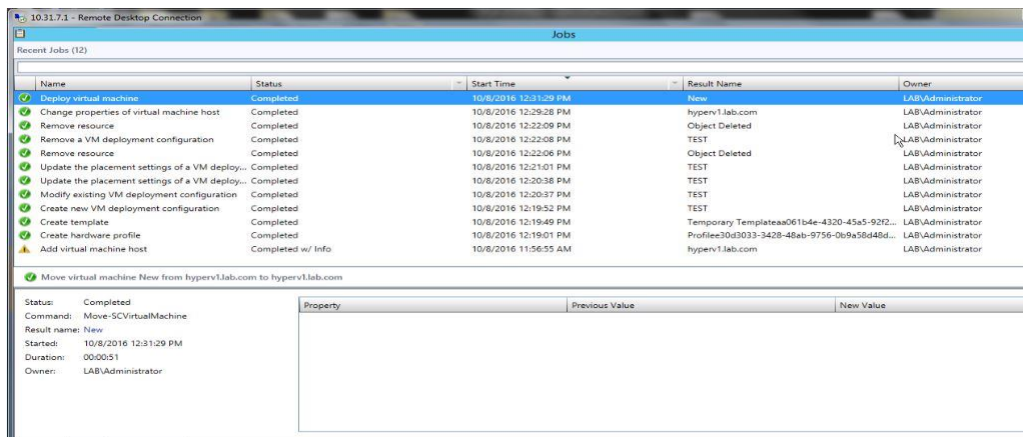 10.31.7.1 - Remote Desktop Connection
Jobs
Recent Jobs (12)
Name Status Start Time Result Name Owner
Deploy virtual machine Completed 10/8/2016 12:31:29 PM New LAB\Administrator
Change properties of virtual machine host Completed 10/8/2016 12:29:28 PM hyperv1.lab.com LAB\Administrator
Remove resource Completed 10/8/2016 12:22:09 PM Object Deleted LAB\Administrator
Remove a VM deployment configuration Completed 10/8/2016 12:22:08 PM TEST LAB\Administrator
Remove resource Completed 10/8/2016 12:22:06 PM Object Deleted LAB\Administrator
Update the placement settings of a VM deploy... Completed 10/8/2016 12:21:01 PM TEST LAB\Administrator
Update the placement settings of a VM deploy... Completed 10/8/2016 12:20:38 PM TEST LAB\Administrator
Modify existing VM deployment configuration Completed 10/8/2016 12:20:37 PM TEST LAB\Administrator
Create new VM deployment configuration Completed 10/8/2016 12:19:52 PM TEST LAB\Administrator
Create template Completed 10/8/2016 12:19:49 PM Temporary Templateaa061b4e-4320-45a5-92f2... LAB\Administrator
Create hardware profile Completed 10/8/2016 12:19:01 PM Profilee30d3033-3428-48ab-9756-0b9a58d48d... LAB\Administrator
Add virtual machine host Completed w/ Info 10/8/2016 11:56:55 AM hyperv1.lab.com LAB\Administrator
Move virtual machine New from hyperv1.lab.com to hyperv1.lab.com
Status: Completed
Command: Move-SCVirtualMachine
Result name: New
Started: 10/8/2016 12:31:29 PM
Duration: 00:00:51
Owner: LAB\Administrator
Property Previous Value New Value